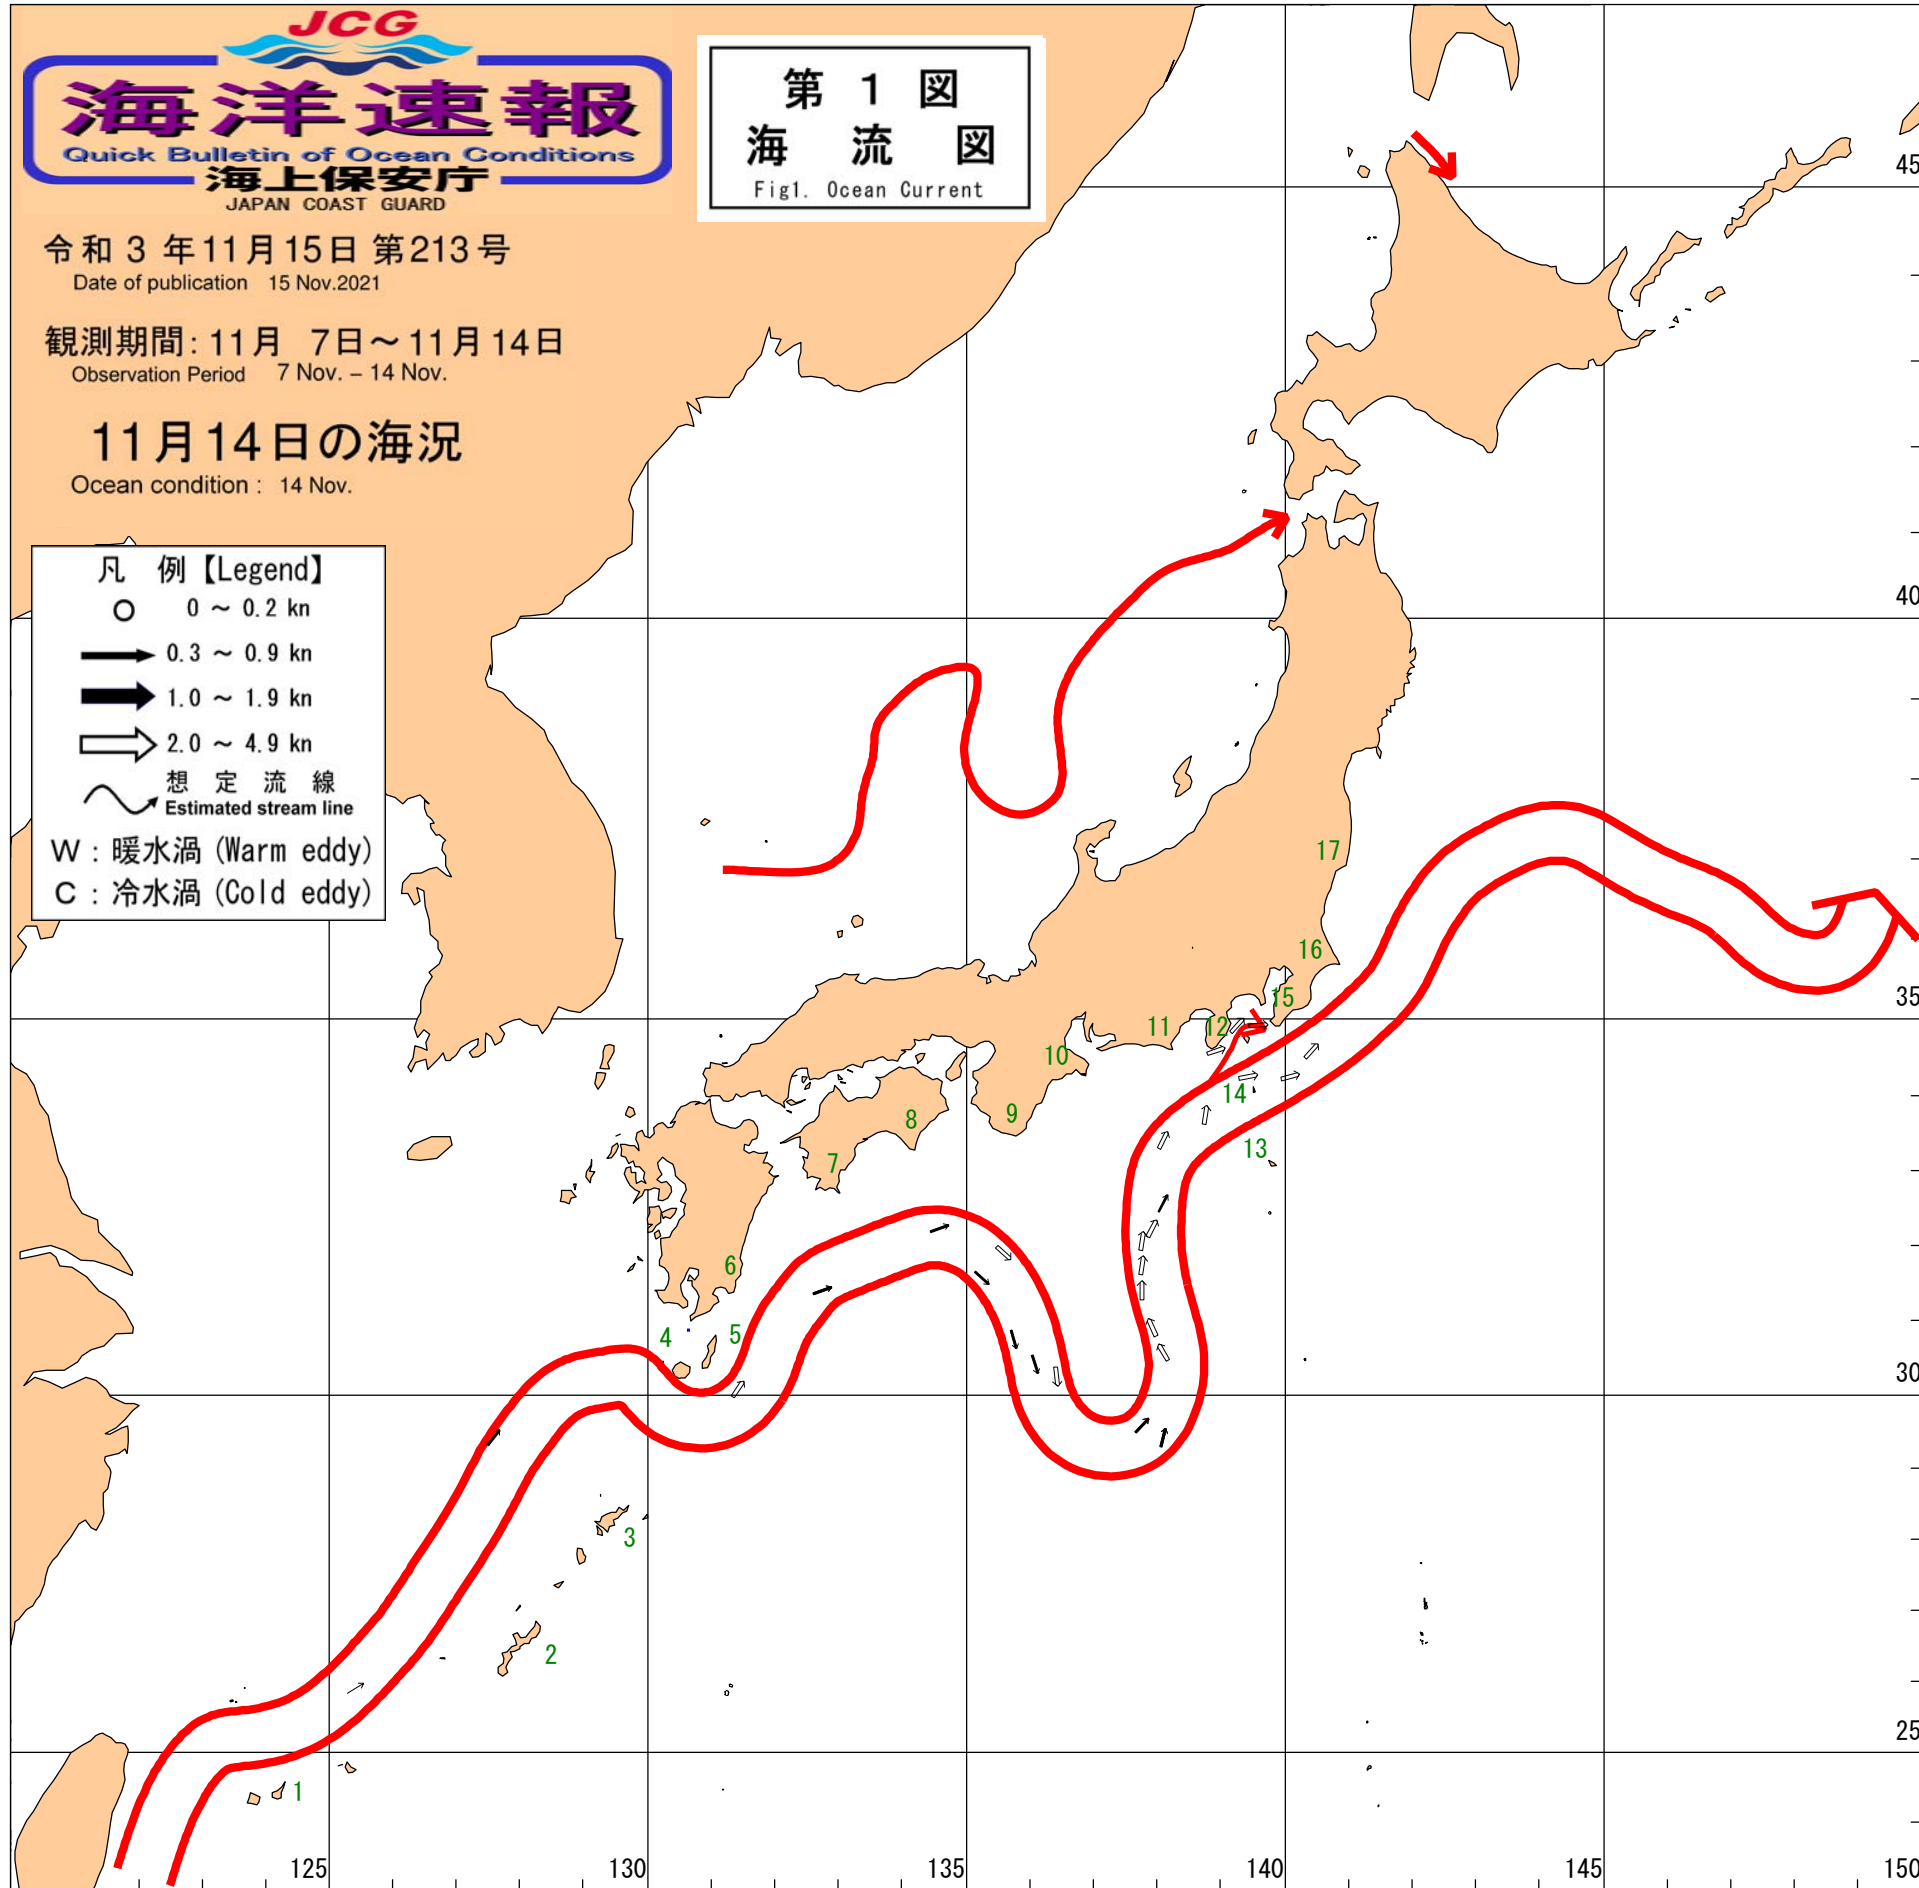 JCG
海洋速報
Quick Bulletin of Ocean Conditions
海上保安庁
JAPAN COAST GUARD
第 1 図
海 流 図
Fig1. Ocean Current
令和 3 年11月15日 第213号
Date of publication 15 Nov.2021
観測期間: 11月 7日～11月14日
Observation Period 7 Nov. – 14 Nov.
11月14日の海況
Ocean condition : 14 Nov.
凡 例【Legend】
0 ～ 0.2 kn
0.3 ～ 0.9 kn
1.0 ～ 1.9 kn
2.0 ～ 4.9 kn
想 定 流 線
Estimated stream line
W : 暖水渦 (Warm eddy)
C : 冷水渦 (Cold eddy)
45
40
35
30
25
17
16
15
12
11
10
14
13
9
8
7
6
5
4
3
2
1
125
130
135
140
145
150